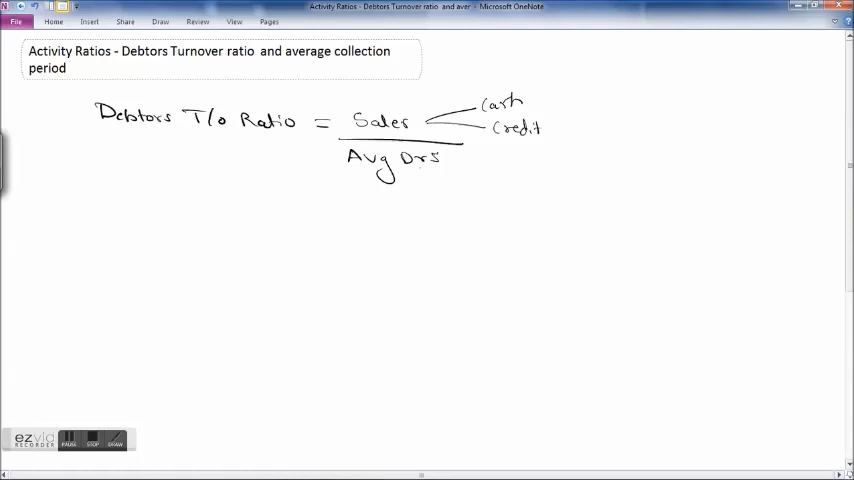 Activity Ratios - Debtors Turnover ratio and aver - Microsoft OneNote
File Home Insert Share Draw Review View Pages
Activity Ratios - Debtors Turnover ratio and average collection
period
Debtors T/o Ratio = Sales
Cash
Credit
Avg Drs
ezvid
RECORDER
PAUSE STOP DRAW